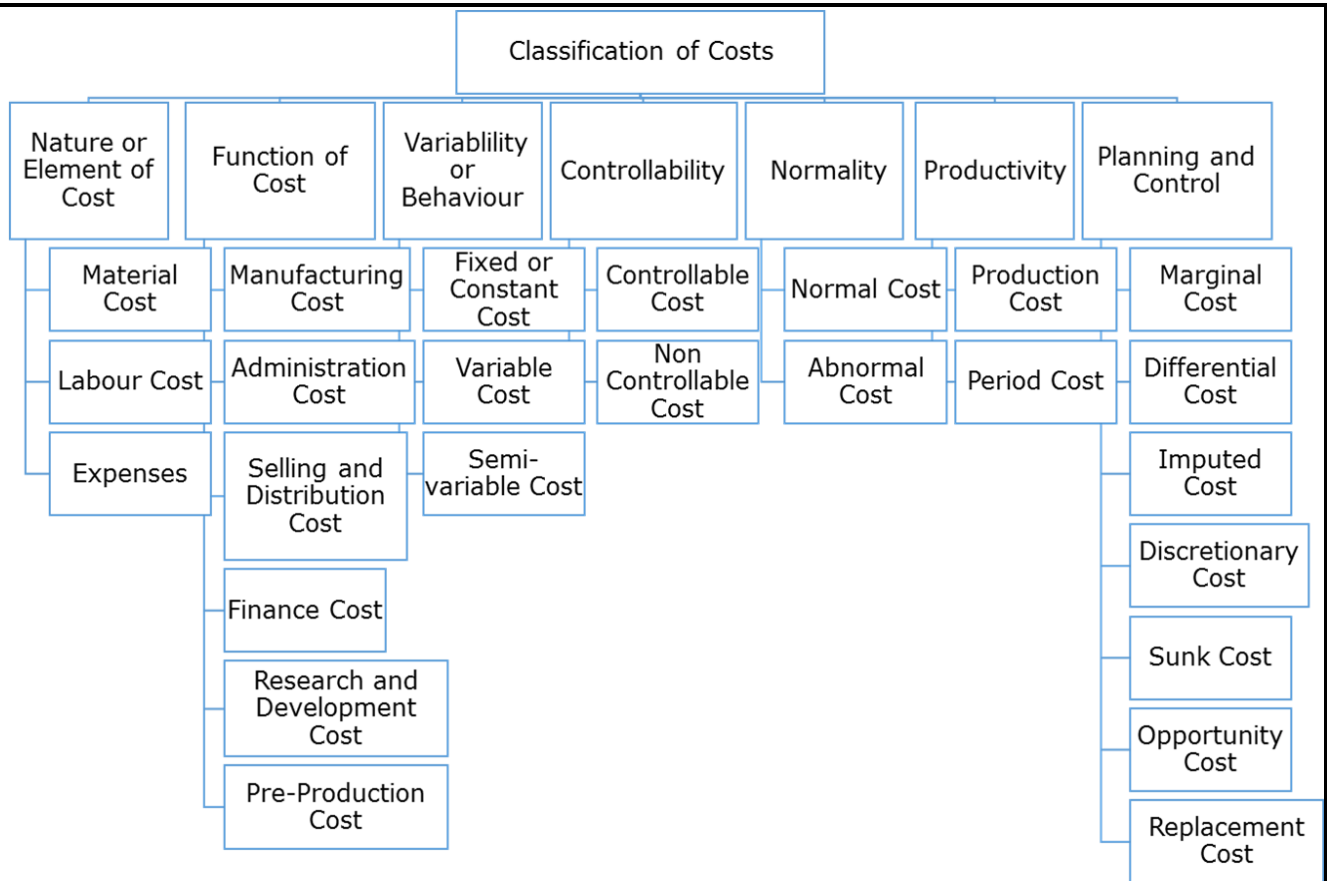 Classification of Costs
Nature or
Element of
Cost
Material
Cost
Labour Cost
Expenses
Function of
Cost
Manufacturing
Cost
Administration
Cost
Selling and
Distribution
Cost
Finance Cost
Research and
Development
Cost
Pre-Production
Cost
Variablility
or
Behaviour
Fixed or
Constant
Cost
Variable
Cost
Semi-
variable Cost
Controllability
Controllable
Cost
Non
Controllable
Cost
Normality
Normal Cost
Abnormal
Cost
Productivity
Production
Cost
Period Cost
Planning and
Control
Marginal
Cost
Differential
Cost
Imputed
Cost
Discretionary
Cost
Sunk Cost
Opportunity
Cost
Replacement
Cost